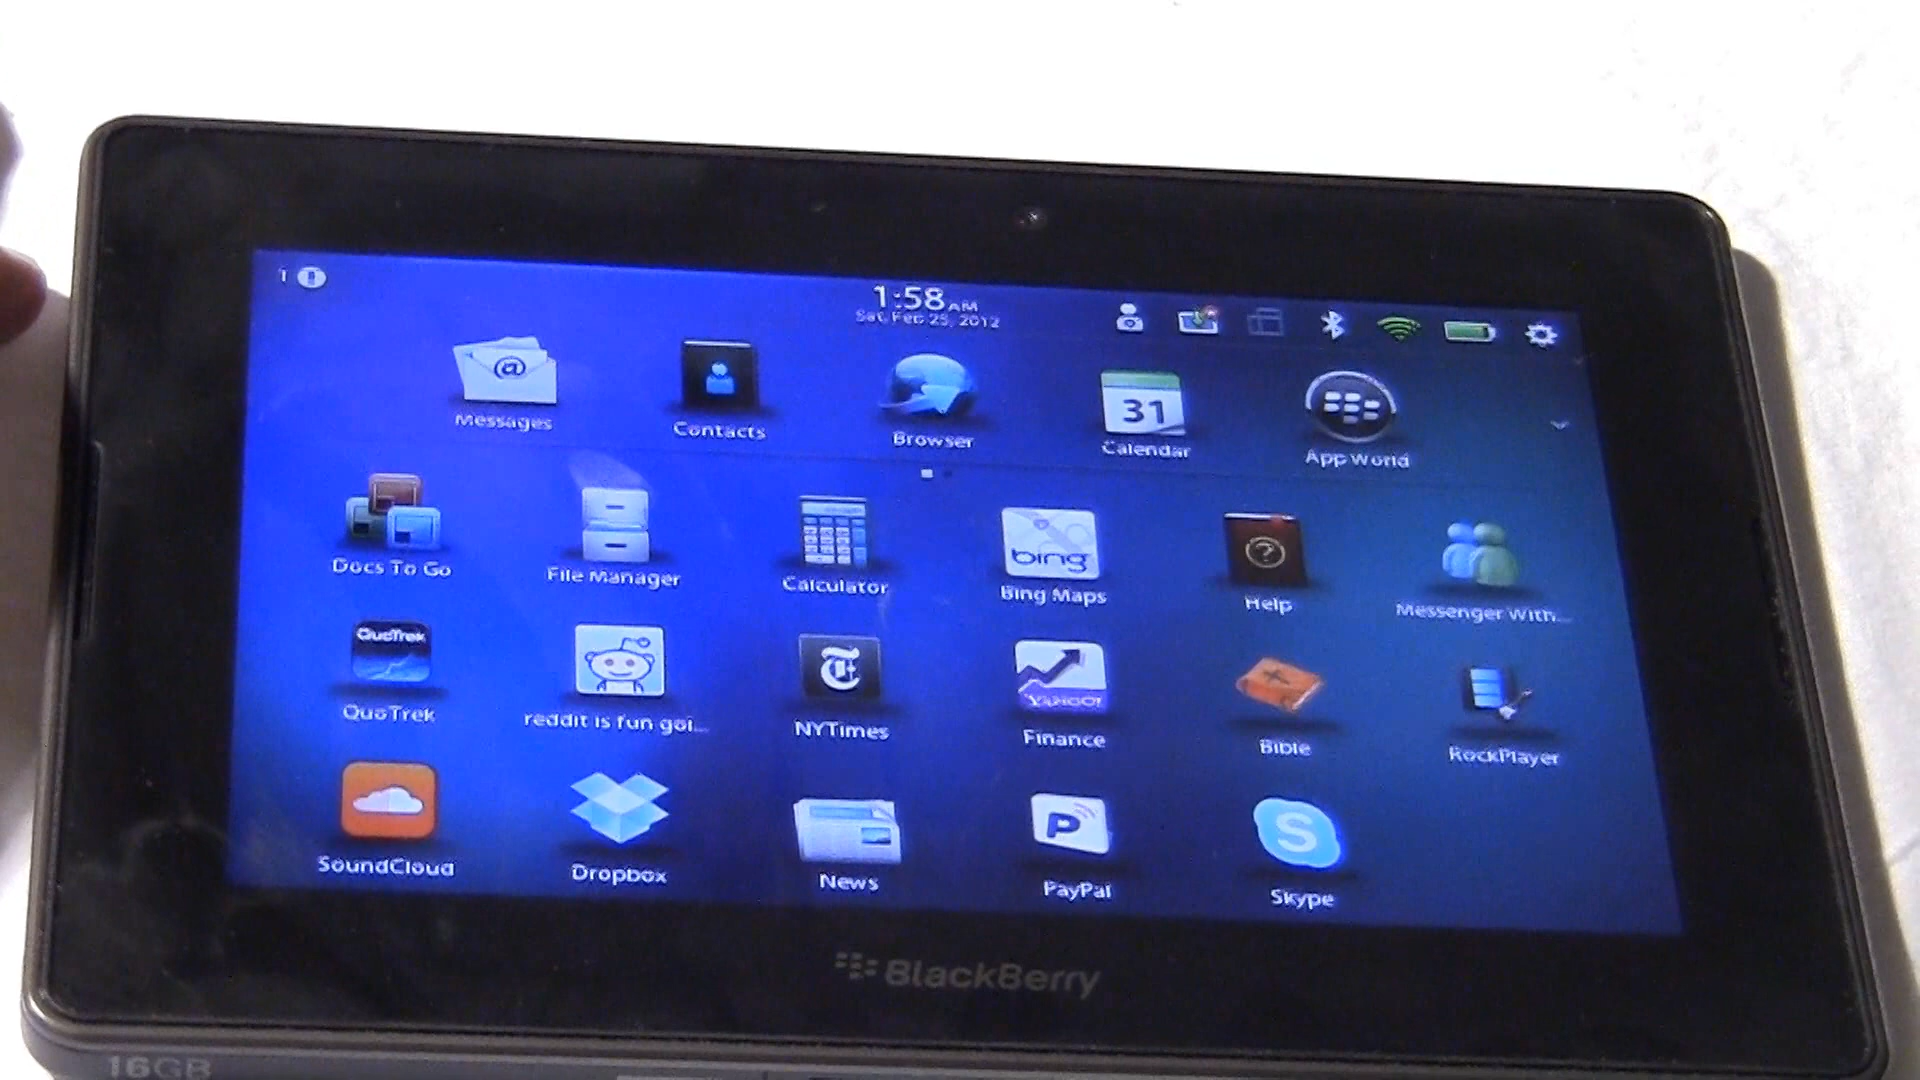 1
1:58 AM
Sat, Feb 25, 2012
@
31
Messages
Contacts
Browser
Calendar
App World
bing
?
Docs To Go
File Manager
Calculator
Bing Maps
Help
Messenger With...
QuoTrek
T
YAHOO!
QuoTrek
reddit is fun goi...
NYTimes
Finance
Bible
RockPlayer
P
S
SoundCloud
Dropbox
News
PayPal
Skype
BlackBerry
16GB